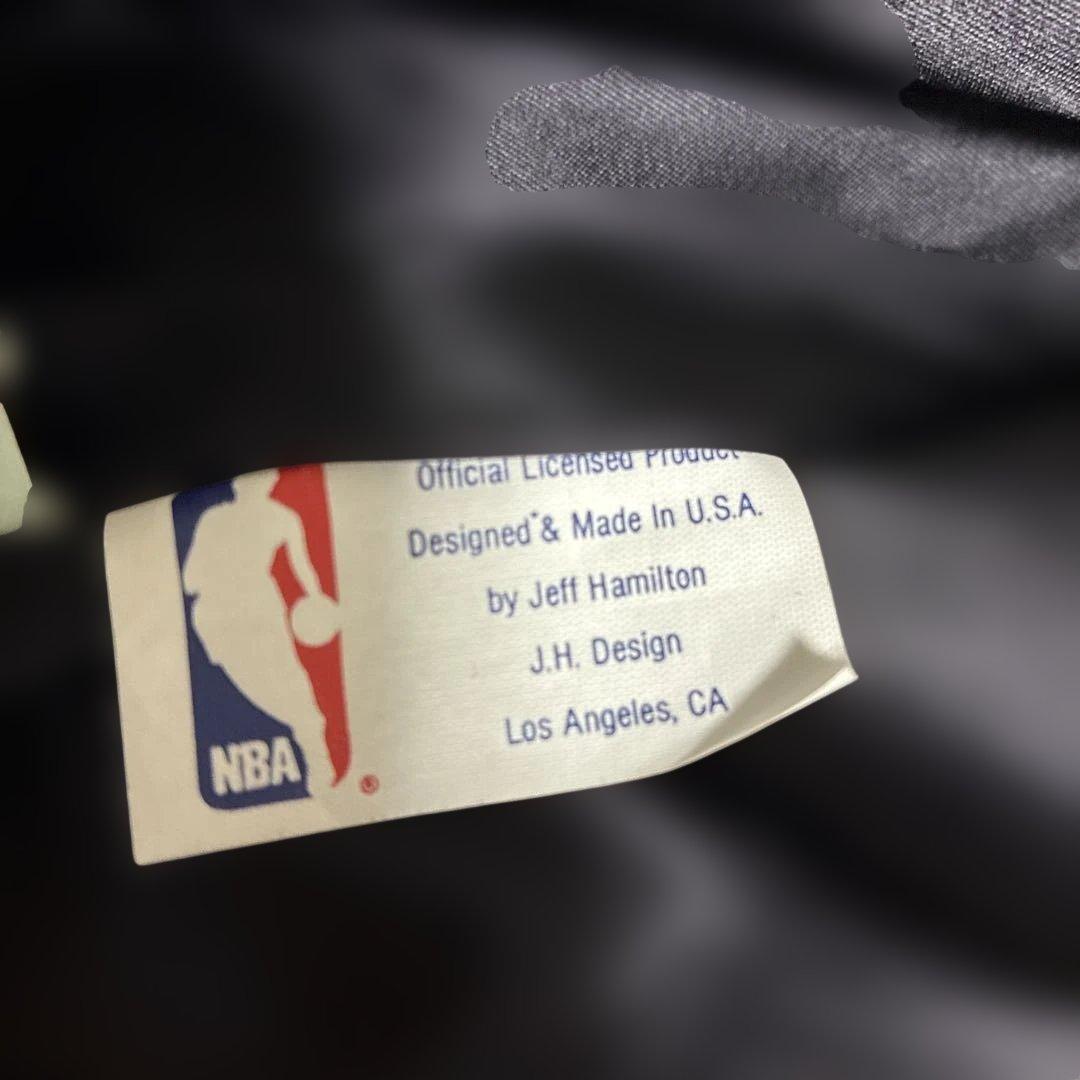 Official Licensed Product
Designed & Made In U.S.A.
by Jeff Hamilton
J.H. Design
Los Angeles, CA
NBA
®